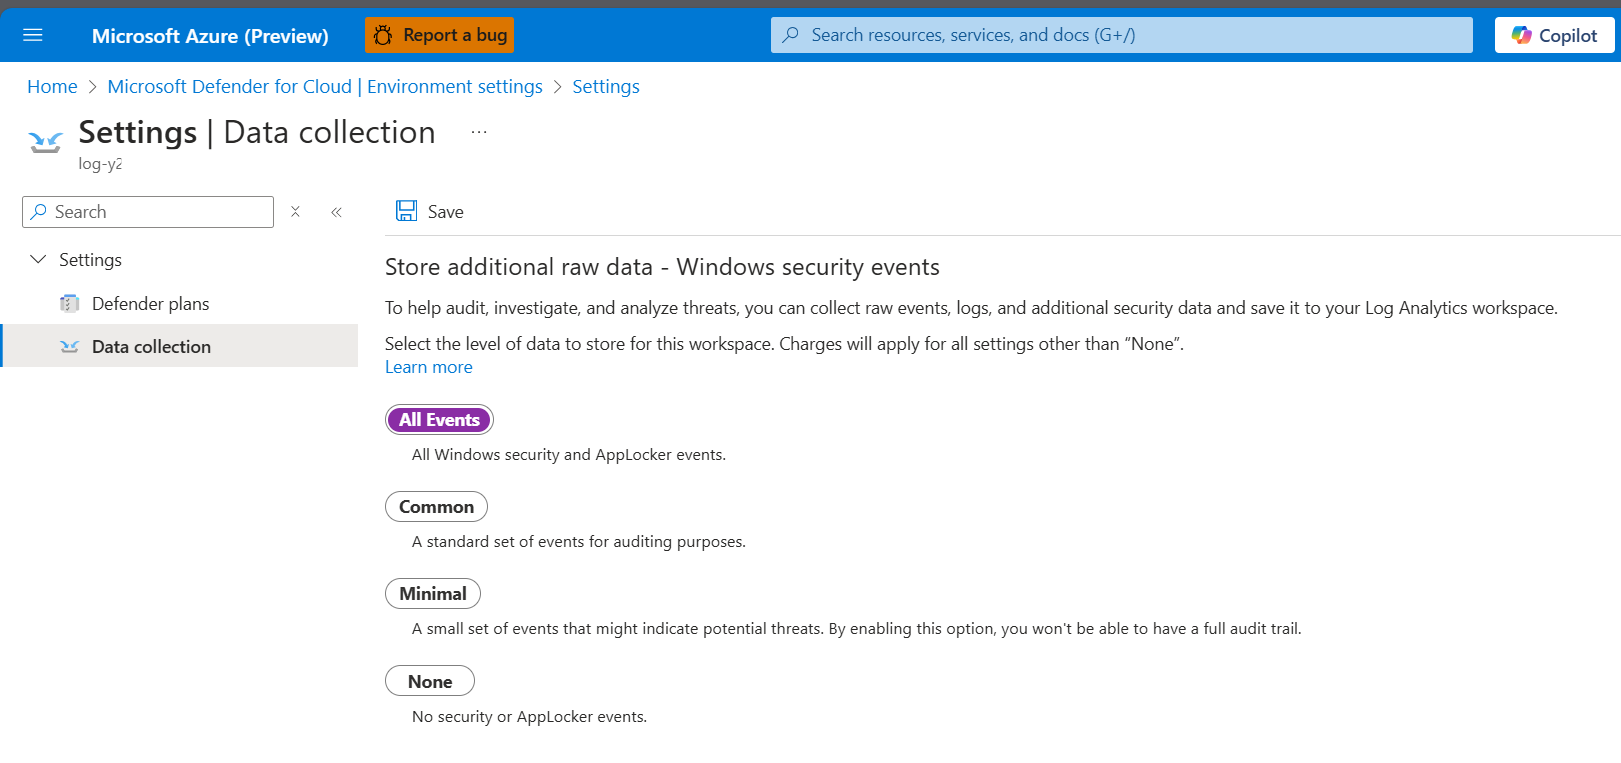 Microsoft Azure (Preview)
Report a bug
Search resources, services, and docs (G+/)
Copilot
Home > Microsoft Defender for Cloud | Environment settings > Settings
Settings | Data collection ...
log-y2
Search
Save
Settings
Defender plans
Data collection
Store additional raw data - Windows security events
To help audit, investigate, and analyze threats, you can collect raw events, logs, and additional security data and save it to your Log Analytics workspace.
Select the level of data to store for this workspace. Charges will apply for all settings other than “None”.
Learn more
All Events
All Windows security and AppLocker events.
Common
A standard set of events for auditing purposes.
Minimal
A small set of events that might indicate potential threats. By enabling this option, you won't be able to have a full audit trail.
None
No security or AppLocker events.